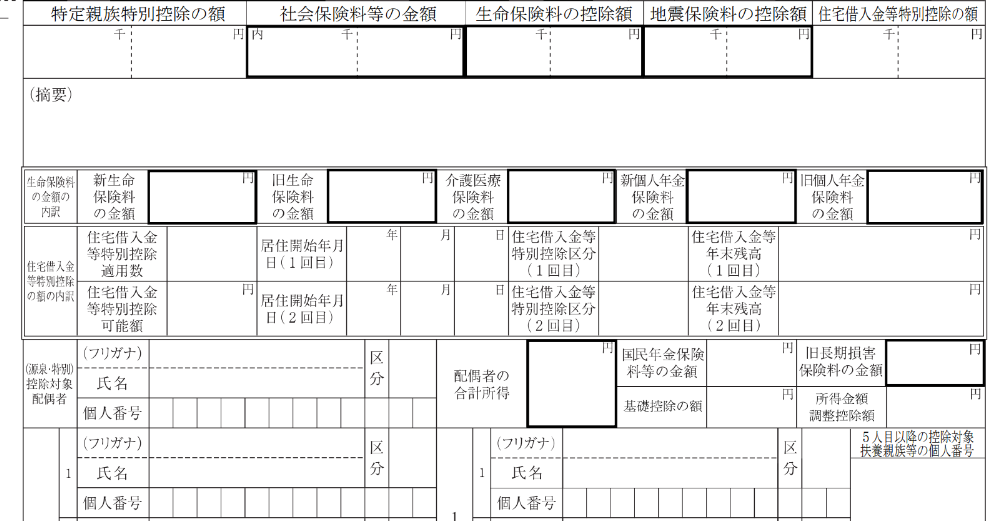 特定親族特別控除の額 社会保険料等の金額 生命保険料の控除額 地震保険料の控除額 住宅借入金等特別控除の額
千 円 内 千 円 千 円 千 円 千 円
(摘要)
生命保険料の金額の内訳
新生命保険料の金額 円
旧生命保険料の金額 円
介護医療保険料の金額 円
新個人年金保険料の金額 円
旧個人年金保険料の金額 円
住宅借入金等特別控除の額の内訳
住宅借入金等特別控除適用数
居住開始年月日(1回目) 年 月 日
住宅借入金等特別控除区分(1回目)
住宅借入金等年末残高(1回目) 円
住宅借入金等特別控除可能額 円
居住開始年月日(2回目) 年 月 日
住宅借入金等特別控除区分(2回目)
住宅借入金等年末残高(2回目) 円
(源泉・特別)控除対象配偶者
(フリガナ)
氏名
区分
個人番号
配偶者の合計所得 円
国民年金保険料等の金額 円
旧長期損害保険料の金額 円
基礎控除の額 円
所得金額調整控除額 円
1
(フリガナ)
氏名
区分
個人番号
1
1
(フリガナ)
氏名
区分
個人番号
5人目以降の控除対象扶養親族等の個人番号